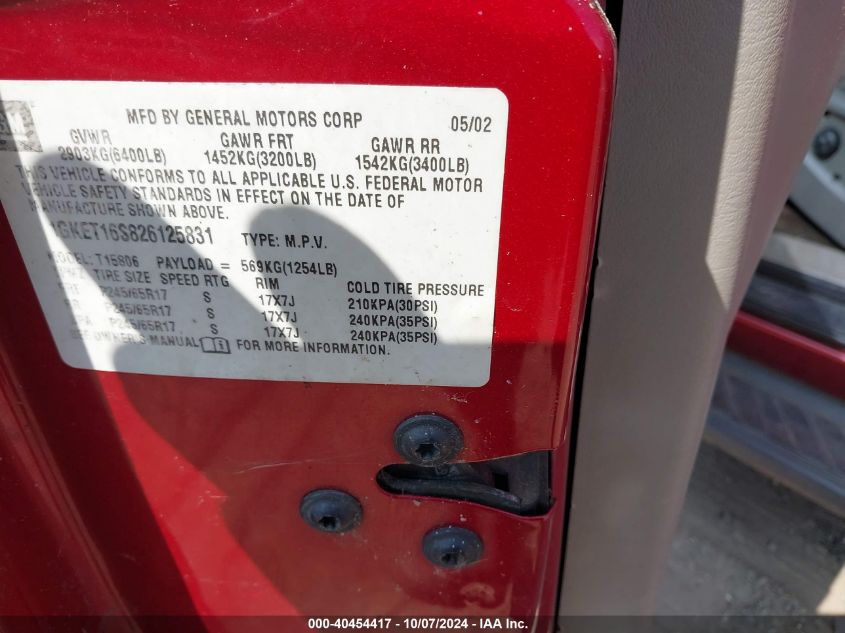 MFD BY GENERAL MOTORS CORP 05/02
GVWR GAWR FRT GAWR RR
2903KG(6400LB) 1452KG(3200LB) 1542KG(3400LB)
THIS VEHICLE CONFORMS TO ALL APPLICABLE U.S. FEDERAL MOTOR
VEHICLE SAFETY STANDARDS IN EFFECT ON THE DATE OF
MANUFACTURE SHOWN ABOVE.
1GKET16S826125831 TYPE: M.P.V.
MODEL: T15806 PAYLOAD = 569KG(1254LB)
TIRE SIZE SPEED RTG RIM COLD TIRE PRESSURE
FRT P245/65R17 S 17X7J 210KPA(30PSI)
RR P245/65R17 S 17X7J 240KPA(35PSI)
SPA P245/65R17 S 17X7J 240KPA(35PSI)
SEE OWNER'S MANUAL FOR MORE INFORMATION.
000-40454417 - 10/07/2024 - IAA Inc.